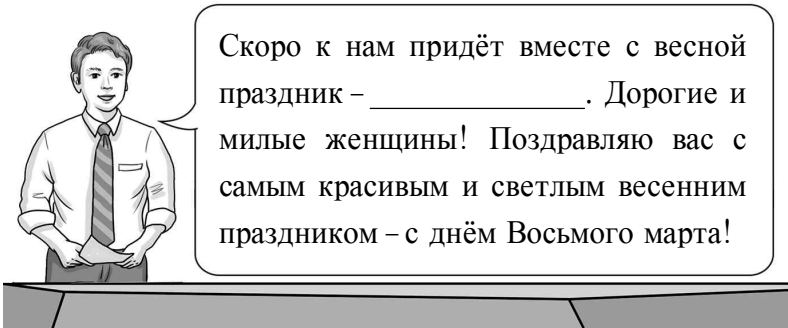 Скоро к нам придёт вместе с весной
праздник – _______________. Дорогие и
милые женщины! Поздравляю вас с
самым красивым и светлым весенним
праздником – с днём Восьмого марта!